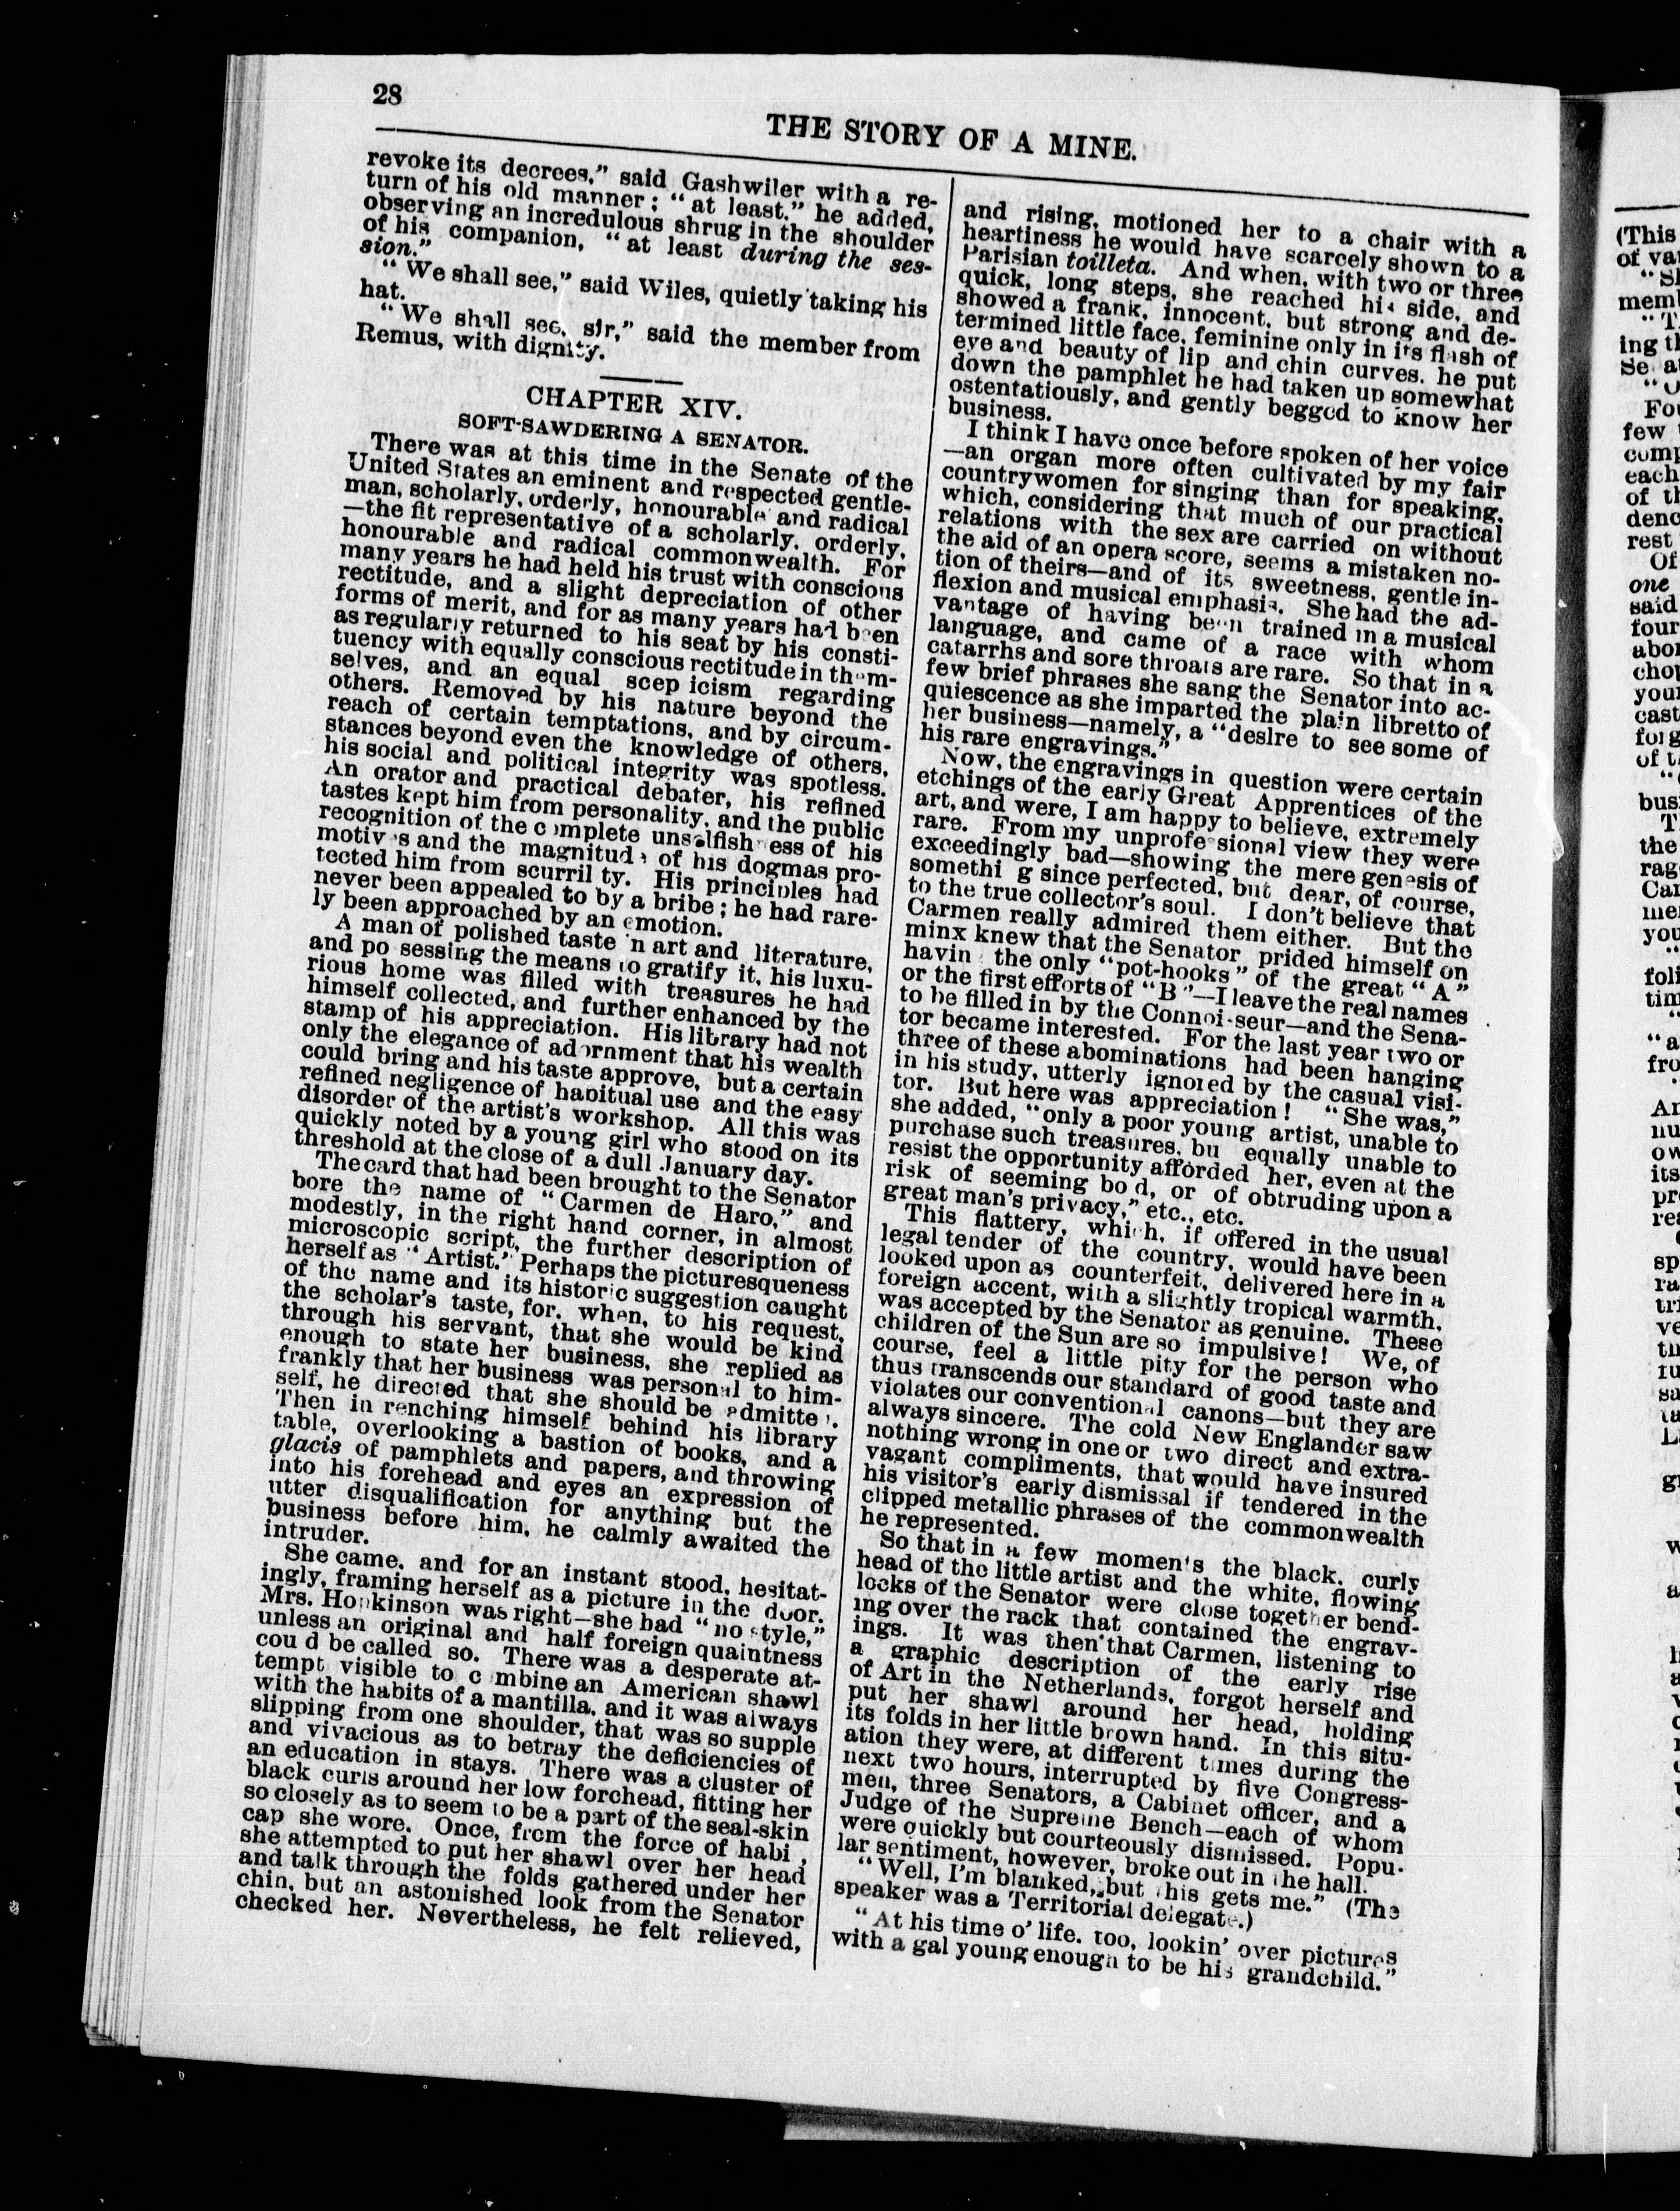 28
THE STORY OF A MINE.
revoke its decrees," said Gashwiler with a re-
turn of his old manner; "at least," he added,
observing an incredulous shrug in the shoulder
of his companion, "at least during the ses-
sion."
"We shall see," said Wiles, quietly taking his
hat.
"We shall see, sir," said the member from
Remus, with dignity.
CHAPTER XIV.
SOFT-SAWDERING A SENATOR.
There was at this time in the Senate of the
United States an eminent and respected gentle-
man, scholarly, orderly, honourable and radical
—the fit representative of a scholarly, orderly,
honourable and radical commonwealth. For
many years he had held his trust with conscious
rectitude, and a slight depreciation of other
forms of merit, and for as many years had been
as regularly returned to his seat by his consti-
tuency with equally conscious rectitude in them-
selves, and an equal scep icism regarding
others. Removed by his nature beyond the
reach of certain temptations, and by circum-
stances beyond even the knowledge of others,
his social and political integrity was spotless.
An orator and practical debater, his refined
tastes kept him from personality, and the public
recognition of the complete unselfishness of his
motives and the magnitude of his dogmas pro-
tected him from scurril ty. His principles had
never been appealed to by a bribe; he had rare-
ly been approached by an emotion.
A man of polished taste in art and literature,
and po sessing the means to gratify it, his luxu-
rious home was filled with treasures he had
himself collected, and further enhanced by the
stamp of his appreciation. His library had not
only the elegance of adornment that his wealth
could bring and his taste approve, but a certain
refined negligence of habitual use and the easy
disorder of the artist's workshop. All this was
quickly noted by a young girl who stood on its
threshold at the close of a dull January day.
The card that had been brought to the Senator
bore the name of "Carmen de Haro," and
modestly, in the right hand corner, in almost
microscopic script, the further description of
herself as "Artist." Perhaps the picturesqueness
of the name and its historic suggestion caught
the scholar's taste, for, when, to his request,
through his servant, that she would be kind
enough to state her business, she replied as
frankly that her business was personal to him-
self, he directed that she should be admitte .
Then in renching himself behind his library
table, overlooking a bastion of books, and a
glacis of pamphlets and papers, and throwing
into his forehead and eyes an expression of
utter disqualification for anything but the
business before him, he calmly awaited the
intruder.
She came, and for an instant stood, hesitat-
ingly, framing herself as a picture in the door.
Mrs. Hopkinson was right—she had "no style,"
unless an original and half foreign quaintness
cou d be called so. There was a desperate at-
tempt visible to c mbine an American shawl
with the habits of a mantilla, and it was always
slipping from one shoulder, that was so supple
and vivacious as to betray the deficiencies of
an education in stays. There was a cluster of
black curls around her low forehead, fitting her
so closely as to seem to be a part of the seal-skin
cap she wore. Once, from the force of habi ,
she attempted to put her shawl over her head
and talk through the folds gathered under her
chin, but an astonished look from the Senator
checked her. Nevertheless, he felt relieved,
and rising, motioned her to a chair with a
heartiness he would have scarcely shown to a
Parisian toilleta. And when, with two or three
quick, long steps, she reached his side, and
showed a frank, innocent, but strong and de-
termined little face, feminine only in its flash of
eye and beauty of lip and chin curves, he put
down the pamphlet he had taken up somewhat
ostentatiously, and gently begged to know her
business.
I think I have once before spoken of her voice
—an organ more often cultivated by my fair
countrywomen for singing than for speaking,
which, considering that much of our practical
relations with the sex are carried on without
the aid of an opera score, seems a mistaken no-
tion of theirs—and of its sweetness, gentle in-
flexion and musical emphasis. She had the ad-
vantage of having been trained in a musical
language, and came of a race with whom
catarrhs and sore throats are rare. So that in a
few brief phrases she sang the Senator into ac-
quiescence as she imparted the plain libretto of
her business—namely, a "desire to see some of
his rare engravings."
Now, the engravings in question were certain
etchings of the early Great Apprentices of the
art, and were, I am happy to believe, extremely
rare. From my unprofe sional view they were
exceedingly bad—showing the mere genesis of
somethi g since perfected, but dear, of course,
to the true collector's soul. I don't believe that
Carmen really admired them either. But the
minx knew that the Senator prided himself on
havin the only "pot-hooks" of the great "A"
or the first efforts of "B"—I leave the real names
to be filled in by the Connoi-seur—and the Sena-
tor became interested. For the last year two or
three of these abominations had been hanging
in his study, utterly ignored by the casual visi-
tor. But here was appreciation! "She was,"
she added, "only a poor young artist, unable to
purchase such treasures, bu equally unable to
resist the opportunity afforded her, even at the
risk of seeming bo d, or of obtruding upon a
great man's privacy," etc., etc.
This flattery, which, if offered in the usual
legal tender of the country, would have been
looked upon as counterfeit, delivered here in a
foreign accent, with a slightly tropical warmth,
was accepted by the Senator as genuine. These
children of the Sun are so impulsive! We, of
course, feel a little pity for the person who
thus transcends our standard of good taste and
violates our conventional canons—but they are
always sincere. The cold New Englander saw
nothing wrong in one or two direct and extra-
vagant compliments, that would have insured
his visitor's early dismissal if tendered in the
clipped metallic phrases of the commonwealth
he represented.
So that in a few moments the black, curly
head of the little artist and the white, flowing
locks of the Senator were close together bend-
ing over the rack that contained the engrav-
ings. It was then that Carmen, listening to
a graphic description of the early rise
of Art in the Netherlands, forgot herself and
put her shawl around her head, holding
its folds in her little brown hand. In this situ-
ation they were, at different times during the
next two hours, interrupted by five Congress-
men, three Senators, a Cabinet officer, and a
Judge of the Supreme Bench—each of whom
were quickly but courteously dismissed. Popu-
lar sentiment, however, broke out in the hall.
"Well, I'm blanked, but this gets me." (The
speaker was a Territorial delegate.)
"At his time o' life, too, lookin' over pictures
with a gal young enough to be his grandchild."